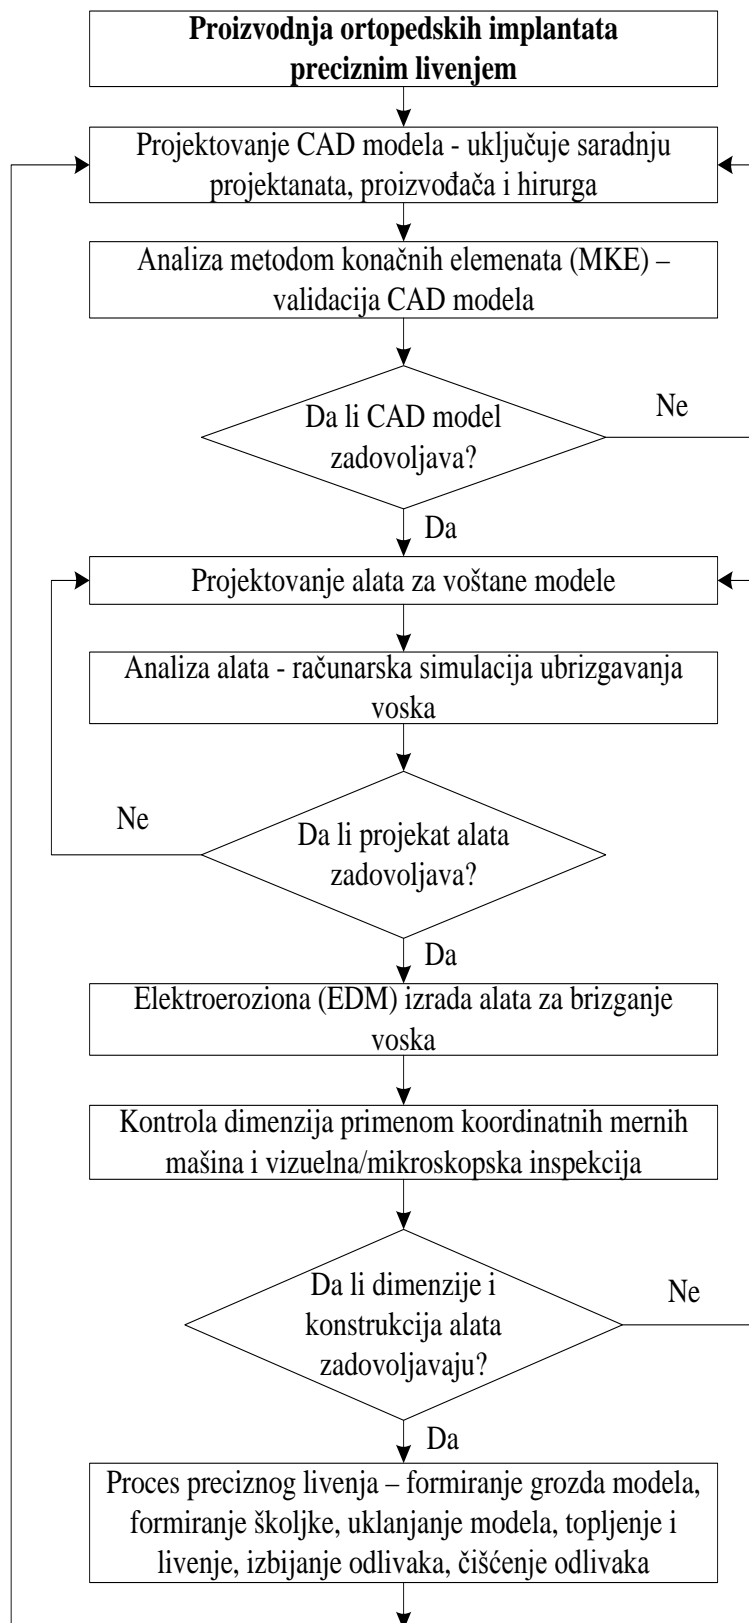 Proizvodnja ortopedskih implantata
preciznim livenjem
Projektovanje CAD modela - uključuje saradnju
projektanata, proizvođača i hirurga
Analiza metodom konačnih elemenata (MKE) –
validacija CAD modela
Da li CAD model
zadovoljava?
Ne
Da
Projektovanje alata za voštane modele
Analiza alata - računarska simulacija ubrizgavanja
voska
Ne
Da li projekat alata
zadovoljava?
Da
Elektroeroziona (EDM) izrada alata za brizganje
voska
Kontrola dimenzija primenom koordinatnih mernih
mašina i vizuelna/mikroskopska inspekcija
Da li dimenzije i
konstrukcija alata
zadovoljavaju?
Ne
Da
Proces preciznog livenja – formiranje grozda modela,
formiranje školjke, uklanjanje modela, topljenje i
livenje, izbijanje odlivaka, čišćenje odlivaka